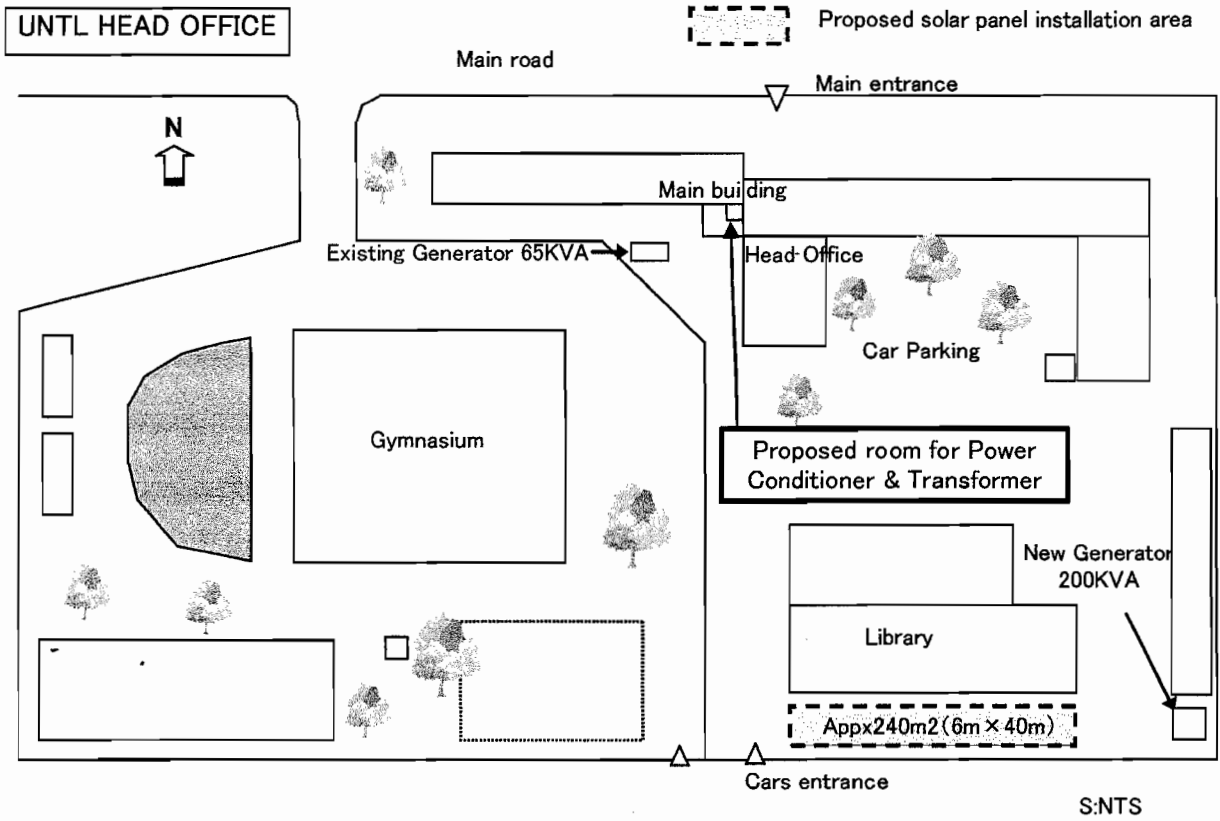 UNTL HEAD OFFICE
Proposed solar panel installation area
Main road
Main entrance
N
Main building
Existing Generator 65KVA
Head-Office
Car Parking
Gymnasium
Proposed room for Power
Conditioner & Transformer
New Generator
200KVA
Library
Appx240m2(6m×40m)
Cars entrance
S:NTS